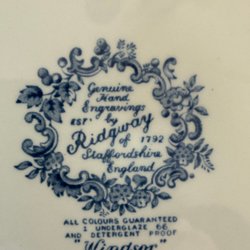 Genuine
Hand
Engravings
EST. by 1792
Ridgway
of
Staffordshire
England
ALL COLOURS GUARANTEED
UNDERGLAZE 66
AND DETERGENT PROOF
"Windsor"